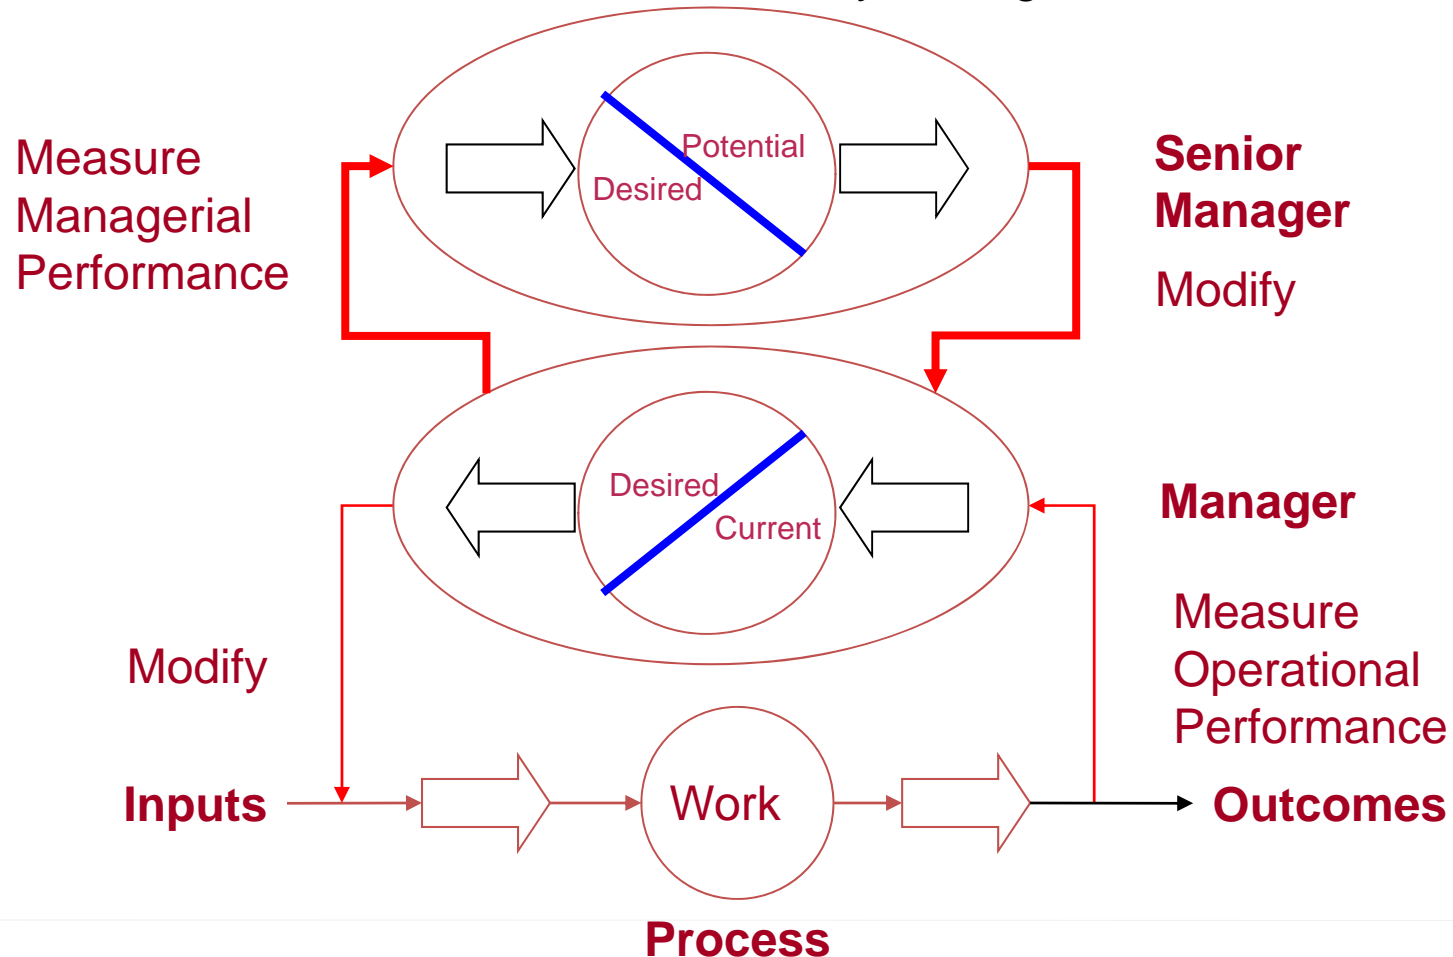 Measure
Managerial
Performance
Potential
Desired
Senior
Manager
Modify
Desired
Current
Manager
Modify
Measure
Operational
Performance
Inputs
Work
Outcomes
Process